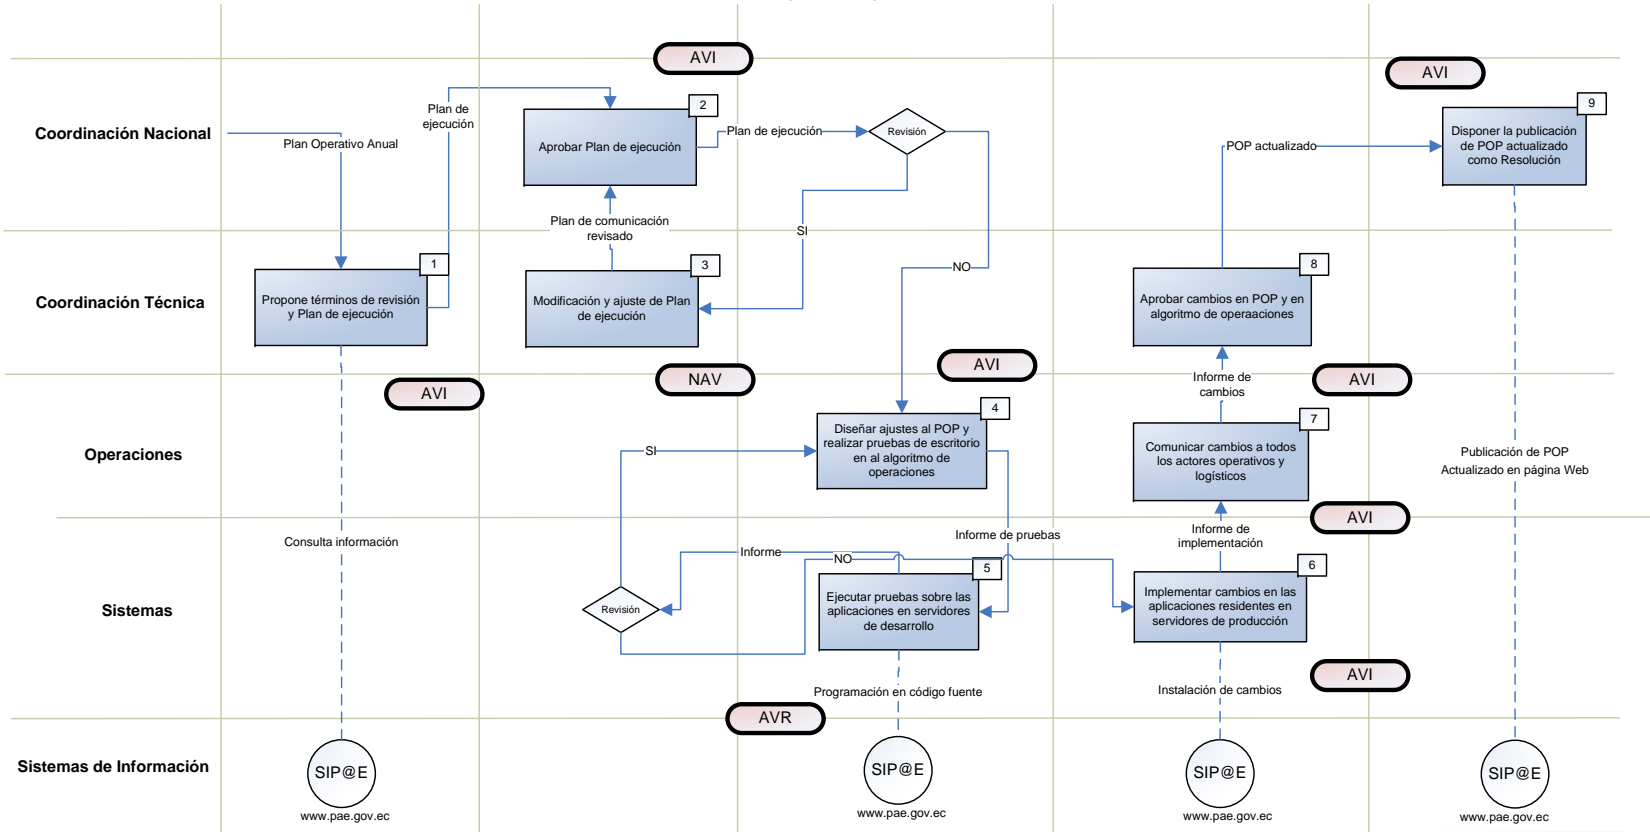 AVI
AVI
Coordinación Nacional
Plan Operativo Anual
Plan de
ejecución
2
Aprobar Plan de ejecución
Plan de ejecución
Revisión
POP actualizado
9
Disponer la publicación
de POP actualizado
como Resolución
Plan de comunicación
revisado
SI
NO
Coordinación Técnica
1
Propone términos de revisión
y Plan de ejecución
3
Modificación y ajuste de Plan
de ejecución
8
Aprobar cambios en POP y en
algoritmo de operaaciones
AVI
NAV
AVI
AVI
Informe de
cambios
Operaciones
SI
4
Diseñar ajustes al POP y
realizar pruebas de escritorio
en al algoritmo de
operaciones
7
Comunicar cambios a todos
los actores operativos y
logísticos
Publicación de POP
Actualizado en página Web
AVI
Consulta información
Informe
NO
Informe de pruebas
Informe de
implementación
Sistemas
Revisión
5
Ejecutar pruebas sobre las
aplicaciones en servidores
de desarrollo
6
Implementar cambios en las
aplicaciones residentes en
servidores de producción
AVI
Programación en código fuente
Instalación de cambios
AVR
Sistemas de Información
SIP@E
www.pae.gov.ec
SIP@E
www.pae.gov.ec
SIP@E
www.pae.gov.ec
SIP@E
www.pae.gov.ec